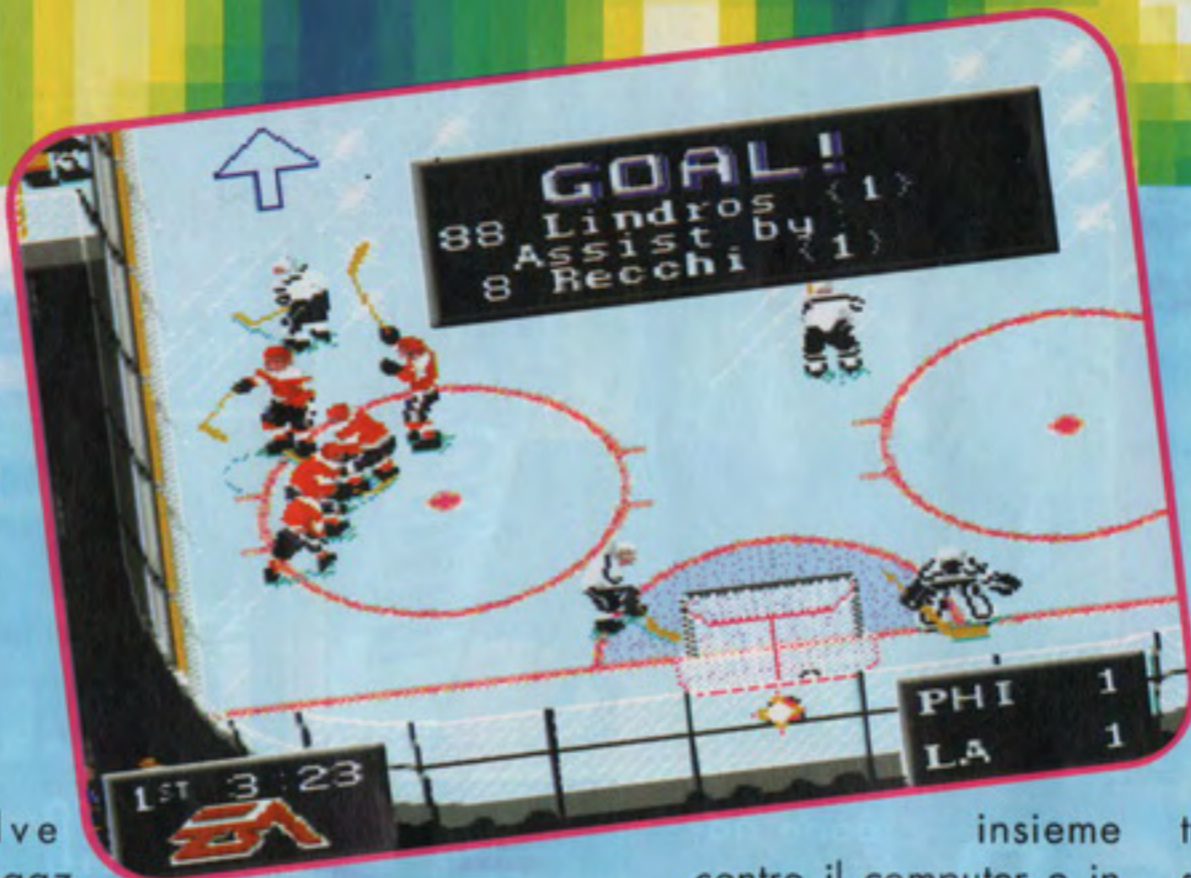 GOAL!
88 Lindros (1)
Assist by
8 Recchi (1)
1ST 3:23
EA
PHI 1
LA 1
lve
insieme
contro il computer o in